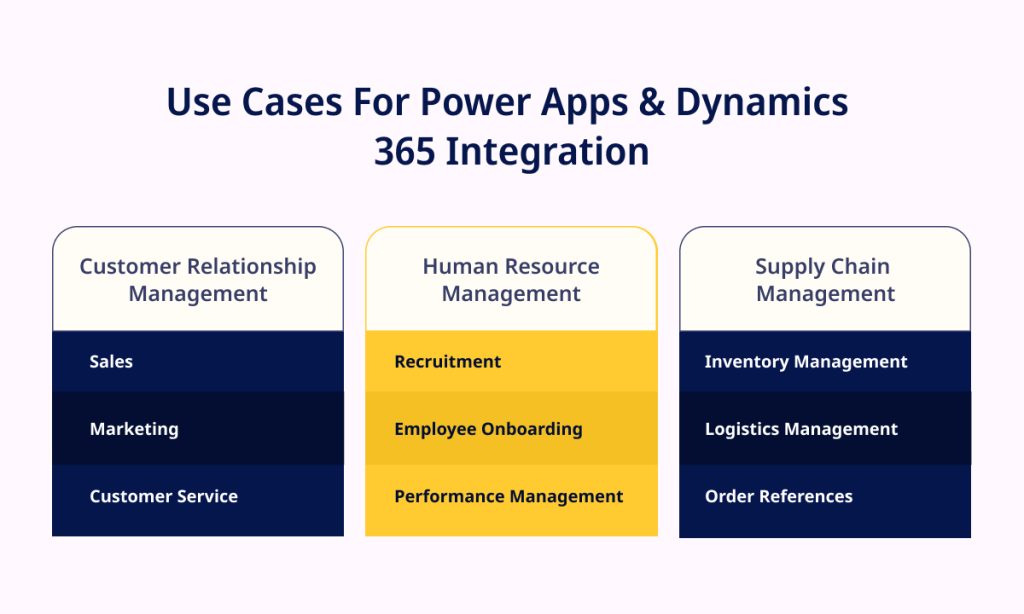 Use Cases For Power Apps & Dynamics
365 Integration
Customer Relationship
Management
Sales
Marketing
Customer Service
Human Resource
Management
Recruitment
Employee Onboarding
Performance Management
Supply Chain
Management
Inventory Management
Logistics Management
Order References